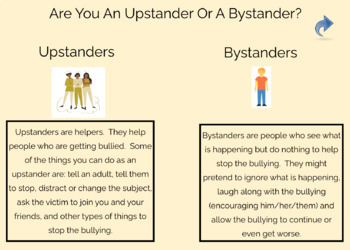 Are You An Upstander Or A Bystander?
Upstanders
Bystanders
Upstanders are helpers. They help
people who are getting bullied. Some
of the things you can do as an
upstander are: tell an adult, tell them
to stop, distract or change the subject,
ask the victim to join you and your
friends, and other types of things to
stop the bullying.
Bystanders are people who see what
is happening but do nothing to help
stop the bullying. They might
pretend to ignore what is happening,
laugh along with the bullying
(encouraging him/her/them) and
allow the bullying to continue or
even get worse.